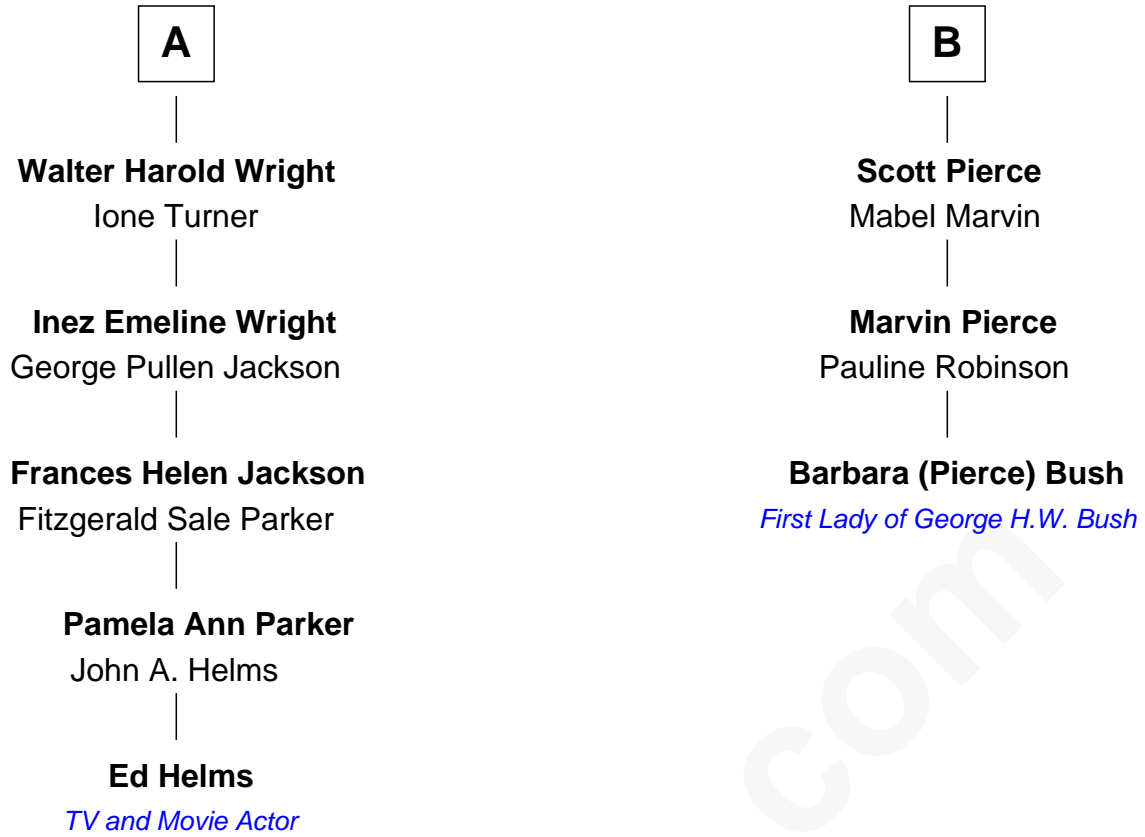 A
Walter Harold Wright
Ione Turner
Inez Emeline Wright
George Pullen Jackson
Frances Helen Jackson
Fitzgerald Sale Parker
Pamela Ann Parker
John A. Helms
Ed Helms
TV and Movie Actor
B
Scott Pierce
Mabel Marvin
Marvin Pierce
Pauline Robinson
Barbara (Pierce) Bush
First Lady of George H.W. Bush
com